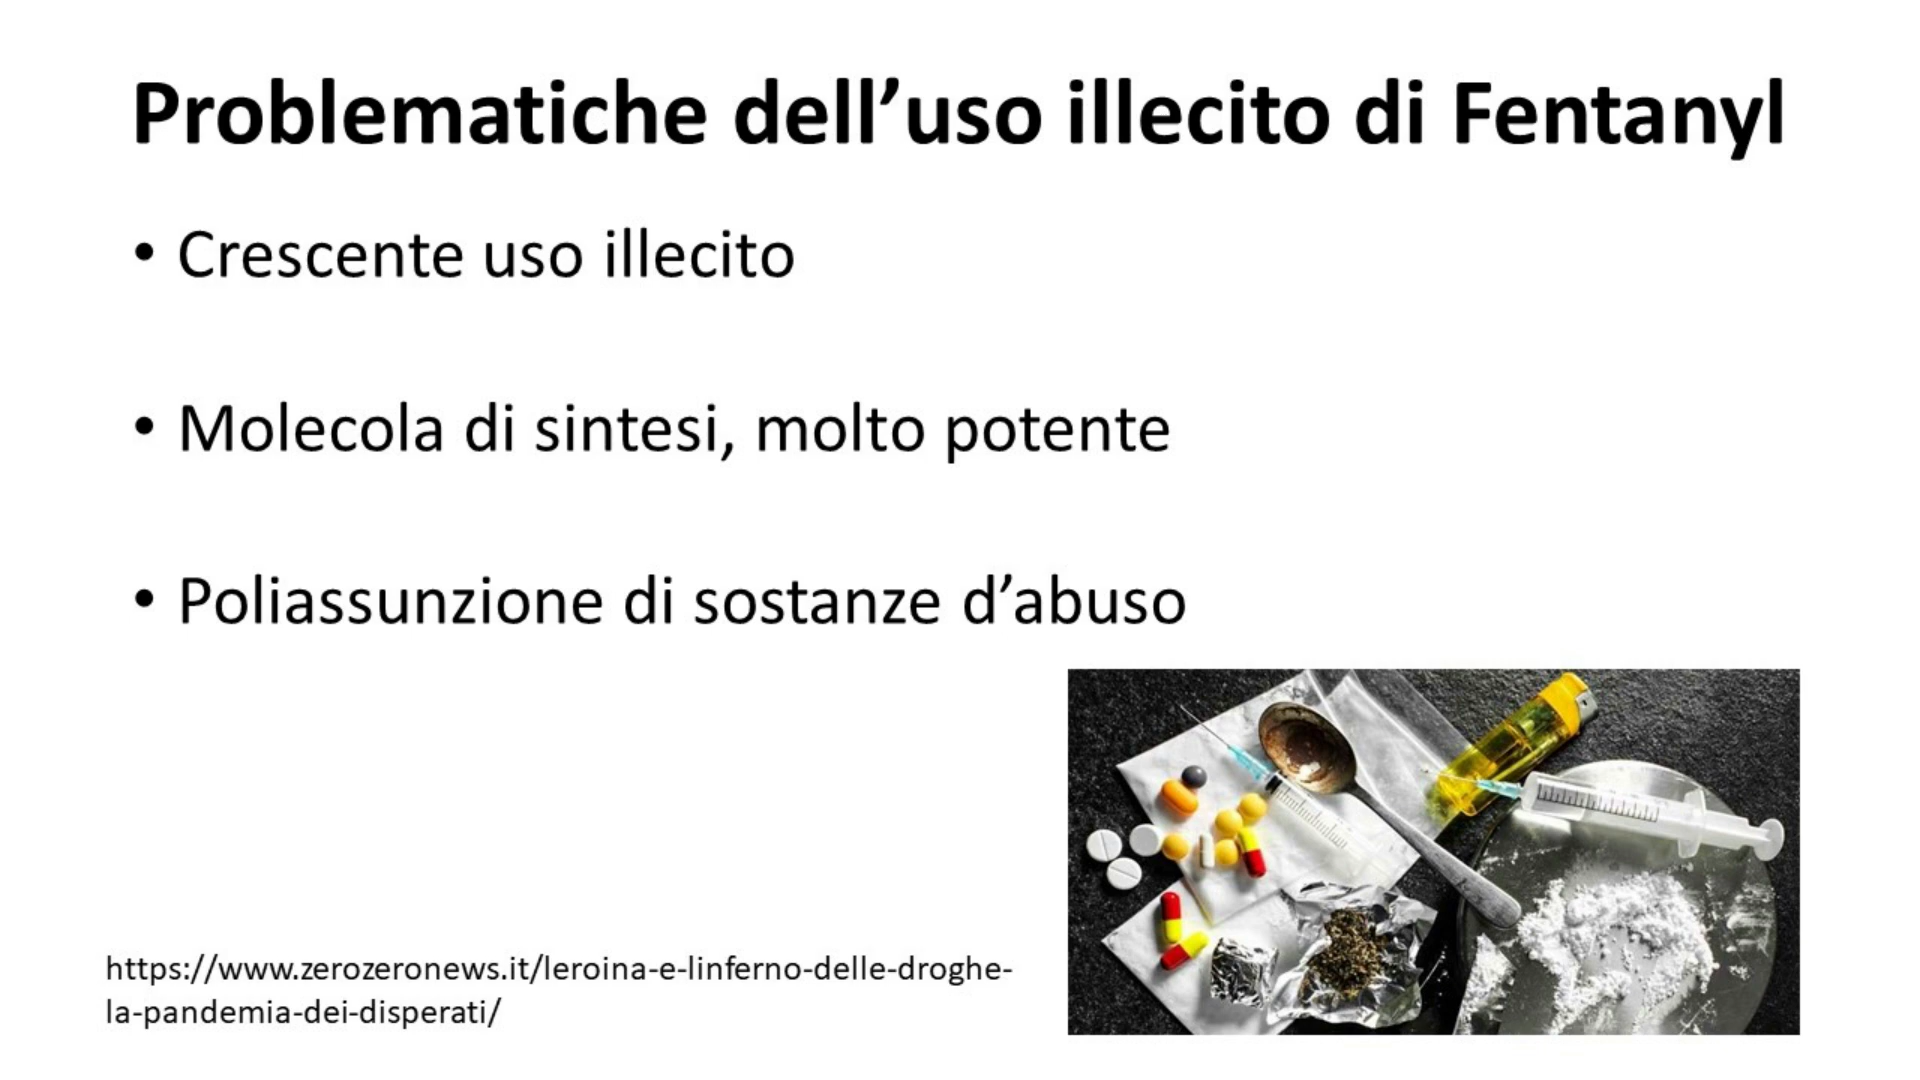 Problematiche dell’uso illecito di Fentanyl
• Crescente uso illecito
• Molecola di sintesi, molto potente
• Poliassunzione di sostanze d’abuso
https://www.zerozeronews.it/leroina-e-linferno-delle-droghe-
la-pandemia-dei-disperati/